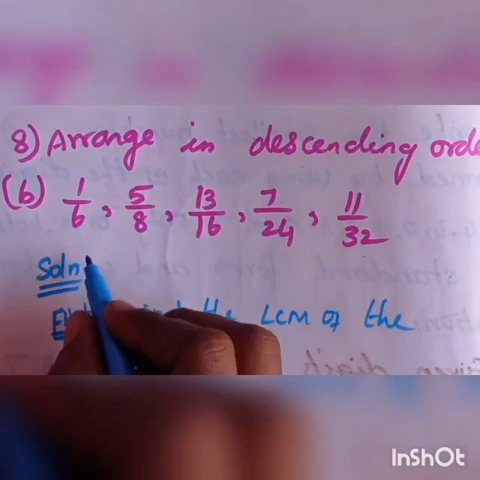 8) Arrange in descending orde
(b) 1/6, 5/8, 13/16, 7/24, 11/32
Soln
the LCM of the
InShOt